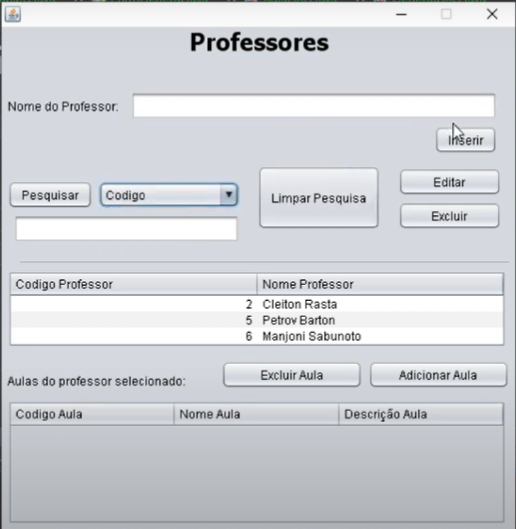 Professores
Nome do Professor:
Inserir
Pesquisar Codigo Limpar Pesquisa Editar
Excluir
Codigo Professor Nome Professor
2 Cleiton Rasta
5 Petrov Barton
6 Manjoni Sabunoto
Aulas do professor selecionado: Excluir Aula Adicionar Aula
Codigo Aula Nome Aula Descrição Aula